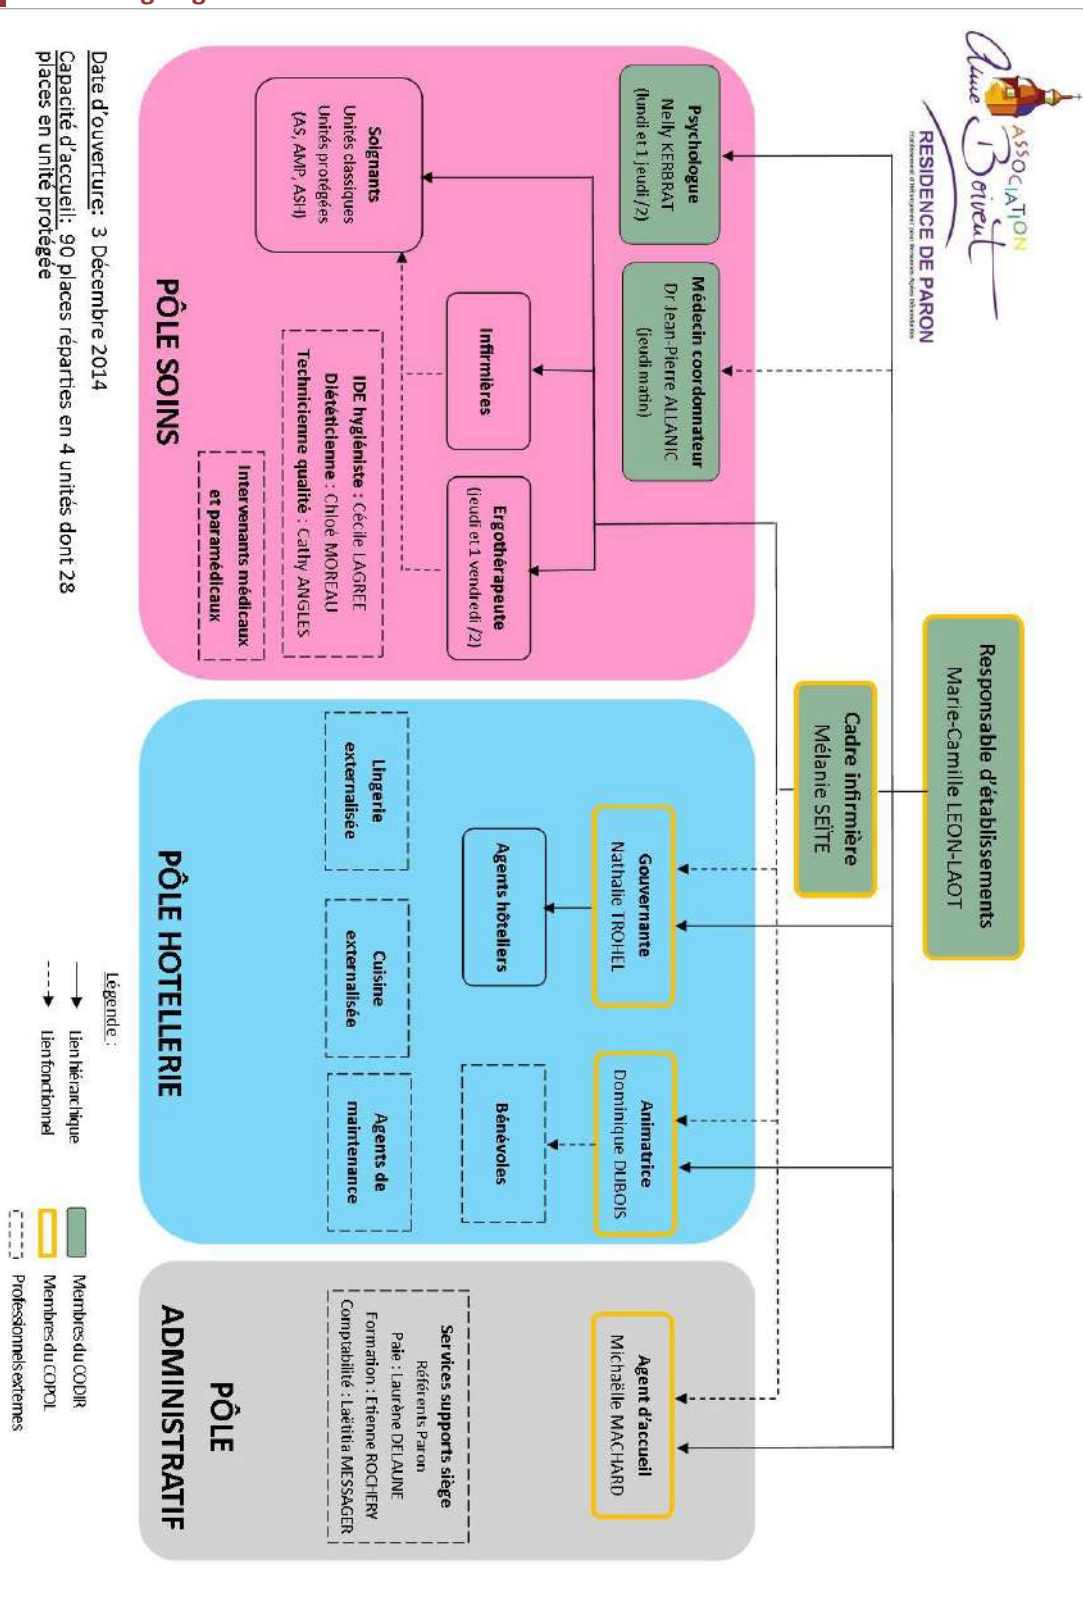 Anne Boivent
ASSOCIATION
RESIDENCE DE PARON
Responsable d'établissements
Marie-Camille LEON-LAOT
Cadre infirmière
Mélanie SEÏTE
Psychologue
Nelly KERBRAT
(lundi et 1 jeudi /2)
Médecin coordonnateur
Dr Jean-Pierre ALLANIC
(jeudi matin)
Soignants
Unités classiques
Unités protégées
(AS, AMP, ASH)
Infirmières
Ergothérapeute
(jeudi et 1 vendredi /2)
IDE hygiéniste : Cécile LAGREE
Diététicienne : Chloé MOREAU
Technicienne qualité : Cathy ANGLES
Intervenants médicaux
et paramédicaux
PÔLE SOINS
Gouvernante
Nathalie TROHEL
Animatrice
Dominique DUBOIS
Agents hôteliers
Bénévoles
Lingerie
externalisée
Cuisine
externalisée
Agents de
maintenance
PÔLE HOTELLERIE
Agent d'accueil
Michaëlle MACHARD
Services supports siège
Référents Paron
Paie : Laurène DELAUNE
Formation : Etienne ROCHERY
Comptabilité : Laëtitia MESSAGER
PÔLE
ADMINISTRATIF
Date d'ouverture: 3 Décembre 2014
Capacité d'accueil: 90 places réparties en 4 unités dont 28
places en unité protégée
Légende :
Lien hiérarchique
Lien fonctionnel
Membres du CODIR
Membres du COPOL
Professionnels externes